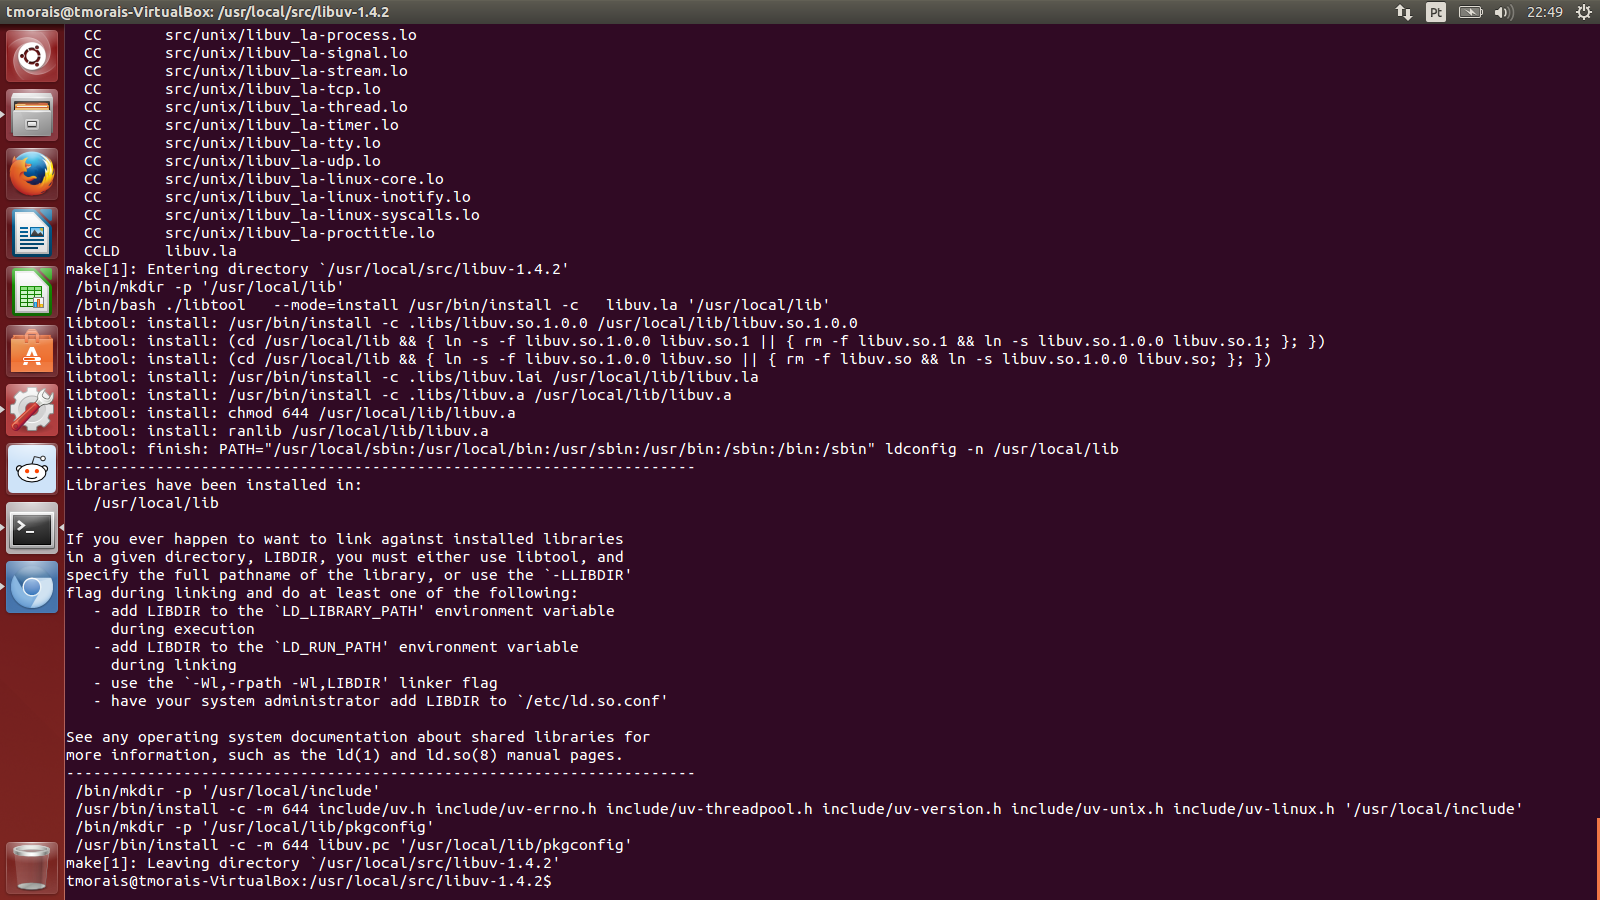 tmorais@tmorais-VirtualBox: /usr/local/src/libuv-1.4.2
Pt
22:49
CC src/unix/libuv_la-process.lo
CC src/unix/libuv_la-signal.lo
CC src/unix/libuv_la-stream.lo
CC src/unix/libuv_la-tcp.lo
CC src/unix/libuv_la-thread.lo
CC src/unix/libuv_la-timer.lo
CC src/unix/libuv_la-tty.lo
CC src/unix/libuv_la-udp.lo
CC src/unix/libuv_la-linux-core.lo
CC src/unix/libuv_la-linux-inotify.lo
CC src/unix/libuv_la-linux-syscalls.lo
CC src/unix/libuv_la-proctitle.lo
CCLD libuv.la
make[1]: Entering directory `/usr/local/src/libuv-1.4.2'
/bin/mkdir -p '/usr/local/lib'
/bin/bash ./libtool --mode=install /usr/bin/install -c libuv.la '/usr/local/lib'
libtool: install: /usr/bin/install -c .libs/libuv.so.1.0.0 /usr/local/lib/libuv.so.1.0.0
libtool: install: (cd /usr/local/lib && { ln -s -f libuv.so.1.0.0 libuv.so.1 || { rm -f libuv.so.1 && ln -s libuv.so.1.0.0 libuv.so.1; }; })
libtool: install: (cd /usr/local/lib && { ln -s -f libuv.so.1.0.0 libuv.so || { rm -f libuv.so && ln -s libuv.so.1.0.0 libuv.so; }; })
libtool: install: /usr/bin/install -c .libs/libuv.lai /usr/local/lib/libuv.la
libtool: install: /usr/bin/install -c .libs/libuv.a /usr/local/lib/libuv.a
libtool: install: chmod 644 /usr/local/lib/libuv.a
libtool: install: ranlib /usr/local/lib/libuv.a
libtool: finish: PATH="/usr/local/sbin:/usr/local/bin:/usr/sbin:/usr/bin:/sbin:/bin:/sbin" ldconfig -n /usr/local/lib
----------------------------------------------------------------------
Libraries have been installed in:
/usr/local/lib
If you ever happen to want to link against installed libraries
in a given directory, LIBDIR, you must either use libtool, and
specify the full pathname of the library, or use the `-LLIBDIR'
flag during linking and do at least one of the following:
- add LIBDIR to the `LD_LIBRARY_PATH' environment variable
during execution
- add LIBDIR to the `LD_RUN_PATH' environment variable
during linking
- use the `-Wl,-rpath -Wl,LIBDIR' linker flag
- have your system administrator add LIBDIR to `/etc/ld.so.conf'
See any operating system documentation about shared libraries for
more information, such as the ld(1) and ld.so(8) manual pages.
----------------------------------------------------------------------
/bin/mkdir -p '/usr/local/include'
/usr/bin/install -c -m 644 include/uv.h include/uv-errno.h include/uv-threadpool.h include/uv-version.h include/uv-unix.h include/uv-linux.h '/usr/local/include'
/bin/mkdir -p '/usr/local/lib/pkgconfig'
/usr/bin/install -c -m 644 libuv.pc '/usr/local/lib/pkgconfig'
make[1]: Leaving directory `/usr/local/src/libuv-1.4.2'
tmorais@tmorais-VirtualBox:/usr/local/src/libuv-1.4.2$